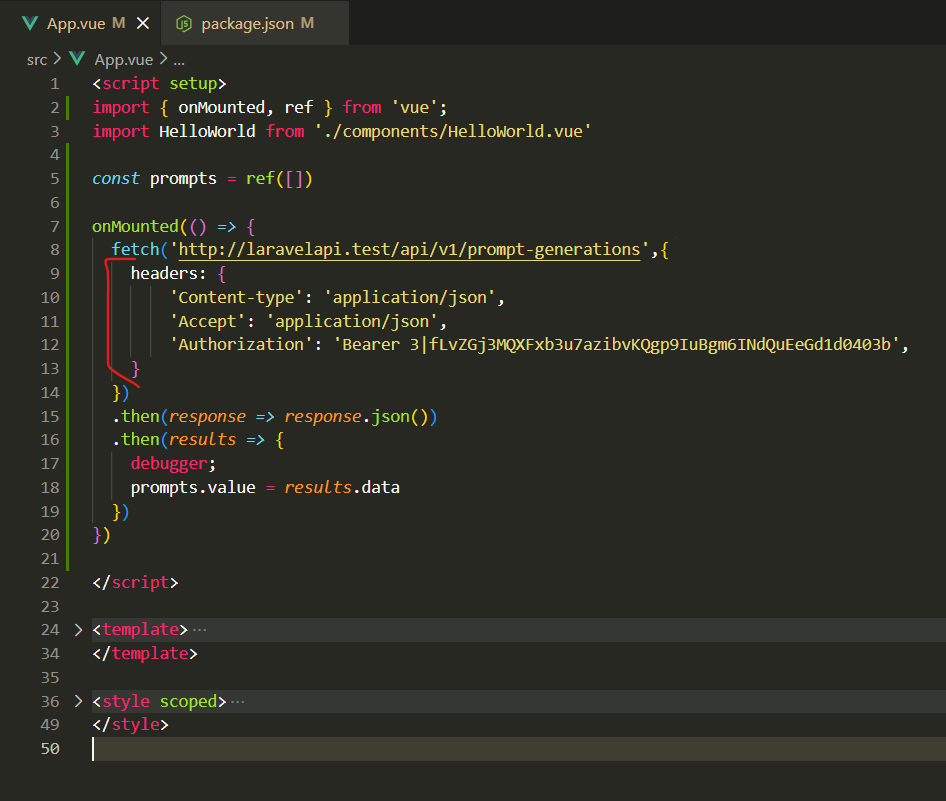 App.vue M
package.json M
src > App.vue > ...
1 <script setup>
2 import { onMounted, ref } from 'vue';
3 import HelloWorld from './components/HelloWorld.vue'
4
5 const prompts = ref([])
6
7 onMounted(() => {
8   fetch('http://laravelapi.test/api/v1/prompt-generations',{
9     headers: {
10         'Content-type': 'application/json',
11         'Accept': 'application/json',
12         'Authorization': 'Bearer 3|fLvZGj3MQXFxb3u7azibvKQgp9IuBgm6INdQuEeGd1d0403b',
13     }
14   })
15   .then(response => response.json())
16   .then(results => {
17     debugger;
18     prompts.value = results.data
19   })
20 })
21
22 </script>
23
24 > <template> ...
34 </template>
35
36 > <style scoped> ...
49 </style>
50